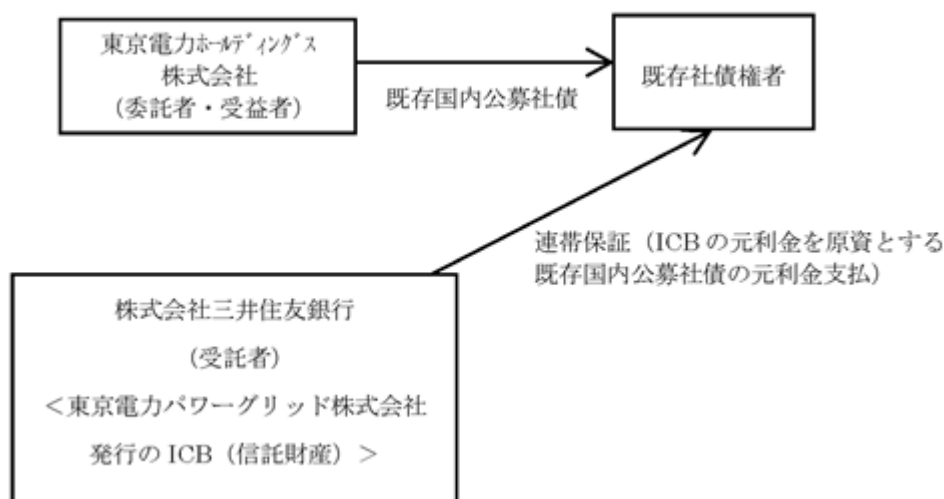 東京電力ﾎｰﾙﾃﾞｨﾝｸﾞｽ
株式会社
（委託者・受益者）
既存国内公募社債
既存社債権者
連帯保証（ICB の元利金を原資とする
既存国内公募社債の元利金支払）
株式会社三井住友銀行
（受託者）
＜東京電力パワーグリッド株式会社
発行の ICB（信託財産）＞